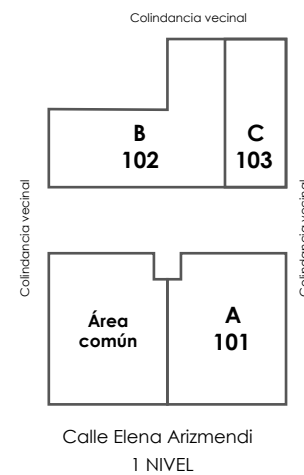 Colindancia vecinal
B
102
C
103
Colindancia vecinal
Colindancia vecinal
Área
común
A
101
Calle Elena Arizmendi
1 NIVEL